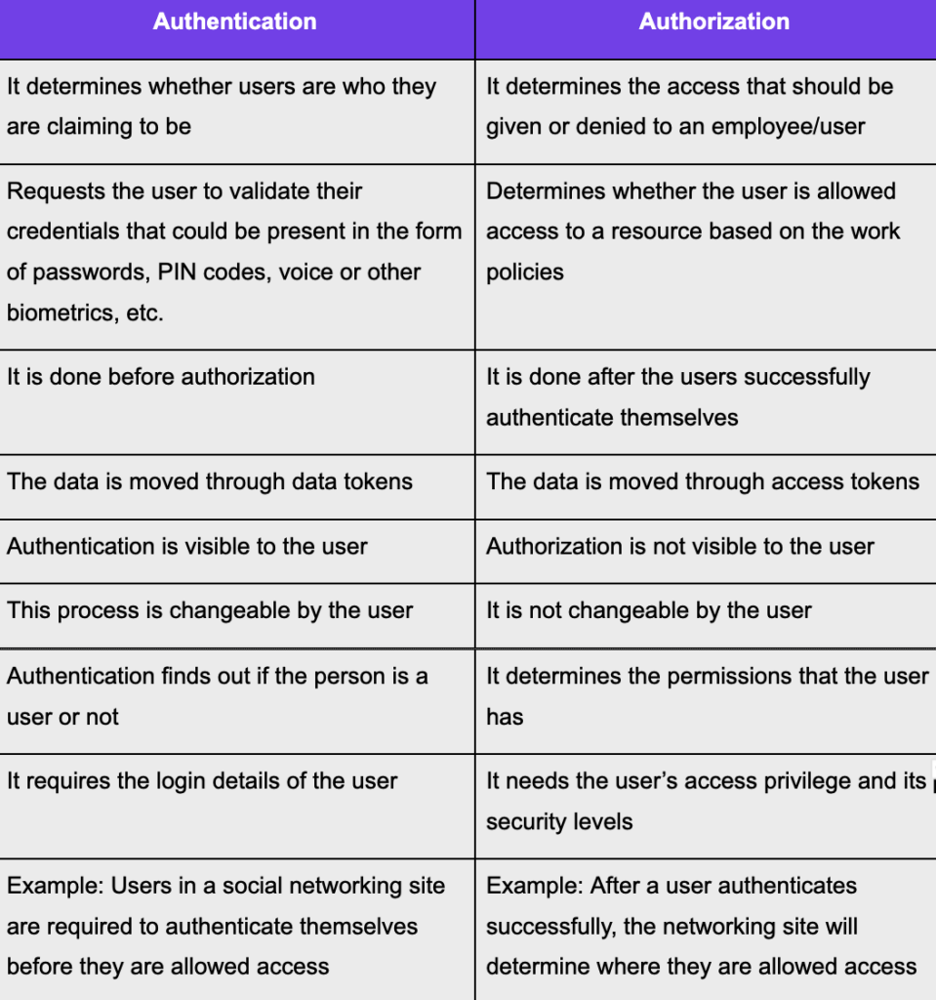 Authentication
Authorization
It determines whether users are who they
are claiming to be
It determines the access that should be
given or denied to an employee/user
Requests the user to validate their
credentials that could be present in the form
of passwords, PIN codes, voice or other
biometrics, etc.
Determines whether the user is allowed
access to a resource based on the work
policies
It is done before authorization
It is done after the users successfully
authenticate themselves
The data is moved through data tokens
The data is moved through access tokens
Authentication is visible to the user
Authorization is not visible to the user
This process is changeable by the user
It is not changeable by the user
Authentication finds out if the person is a
user or not
It determines the permissions that the user
has
It requires the login details of the user
It needs the user’s access privilege and its
security levels
Example: Users in a social networking site
are required to authenticate themselves
before they are allowed access
Example: After a user authenticates
successfully, the networking site will
determine where they are allowed access